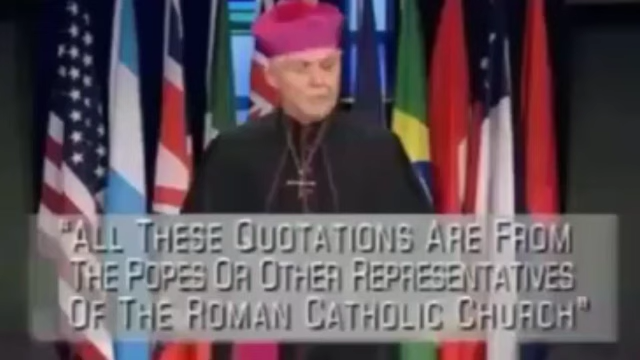 "ALL THESE QUOTATIONS ARE FROM
THE POPES OR OTHER REPRESENTATIVES
OF THE ROMAN CATHOLIC CHURCH"